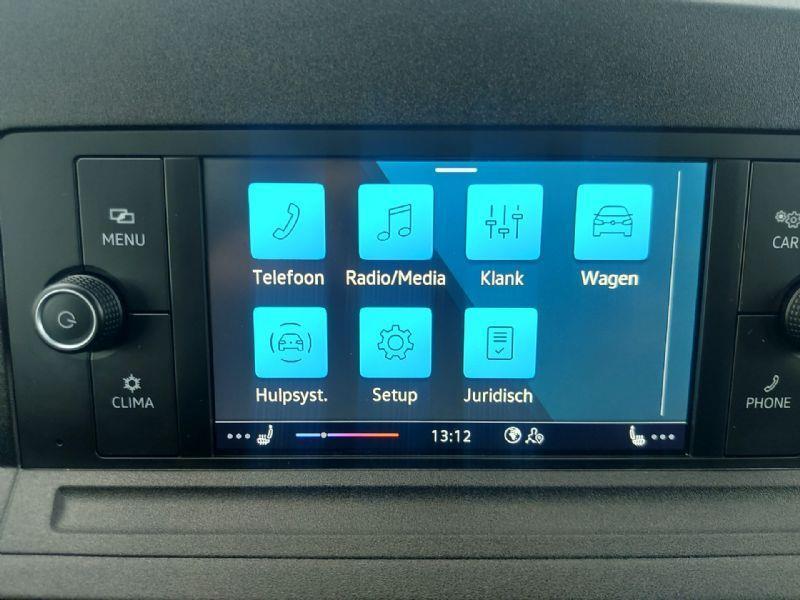 MENU
CAR
Telefoon
Radio/Media
Klank
Wagen
Hulpsyst.
Setup
Juridisch
CLIMA
PHONE
13:12